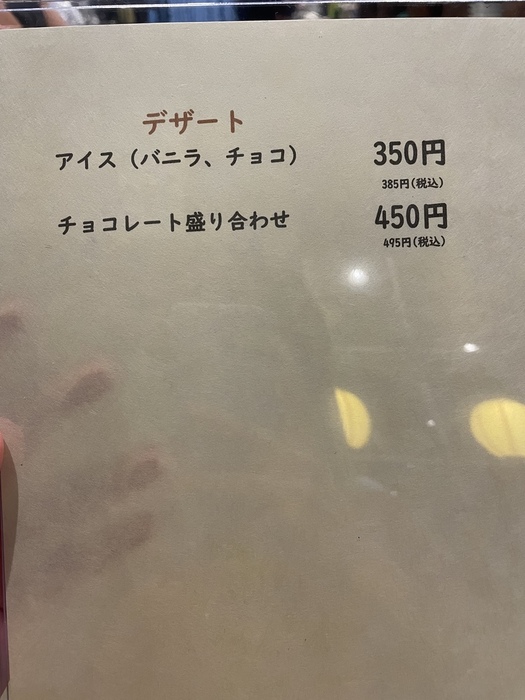 デザート
アイス（バニラ、チョコ） 350円
385円(税込)
チョコレート盛り合わせ 450円
495円(税込)